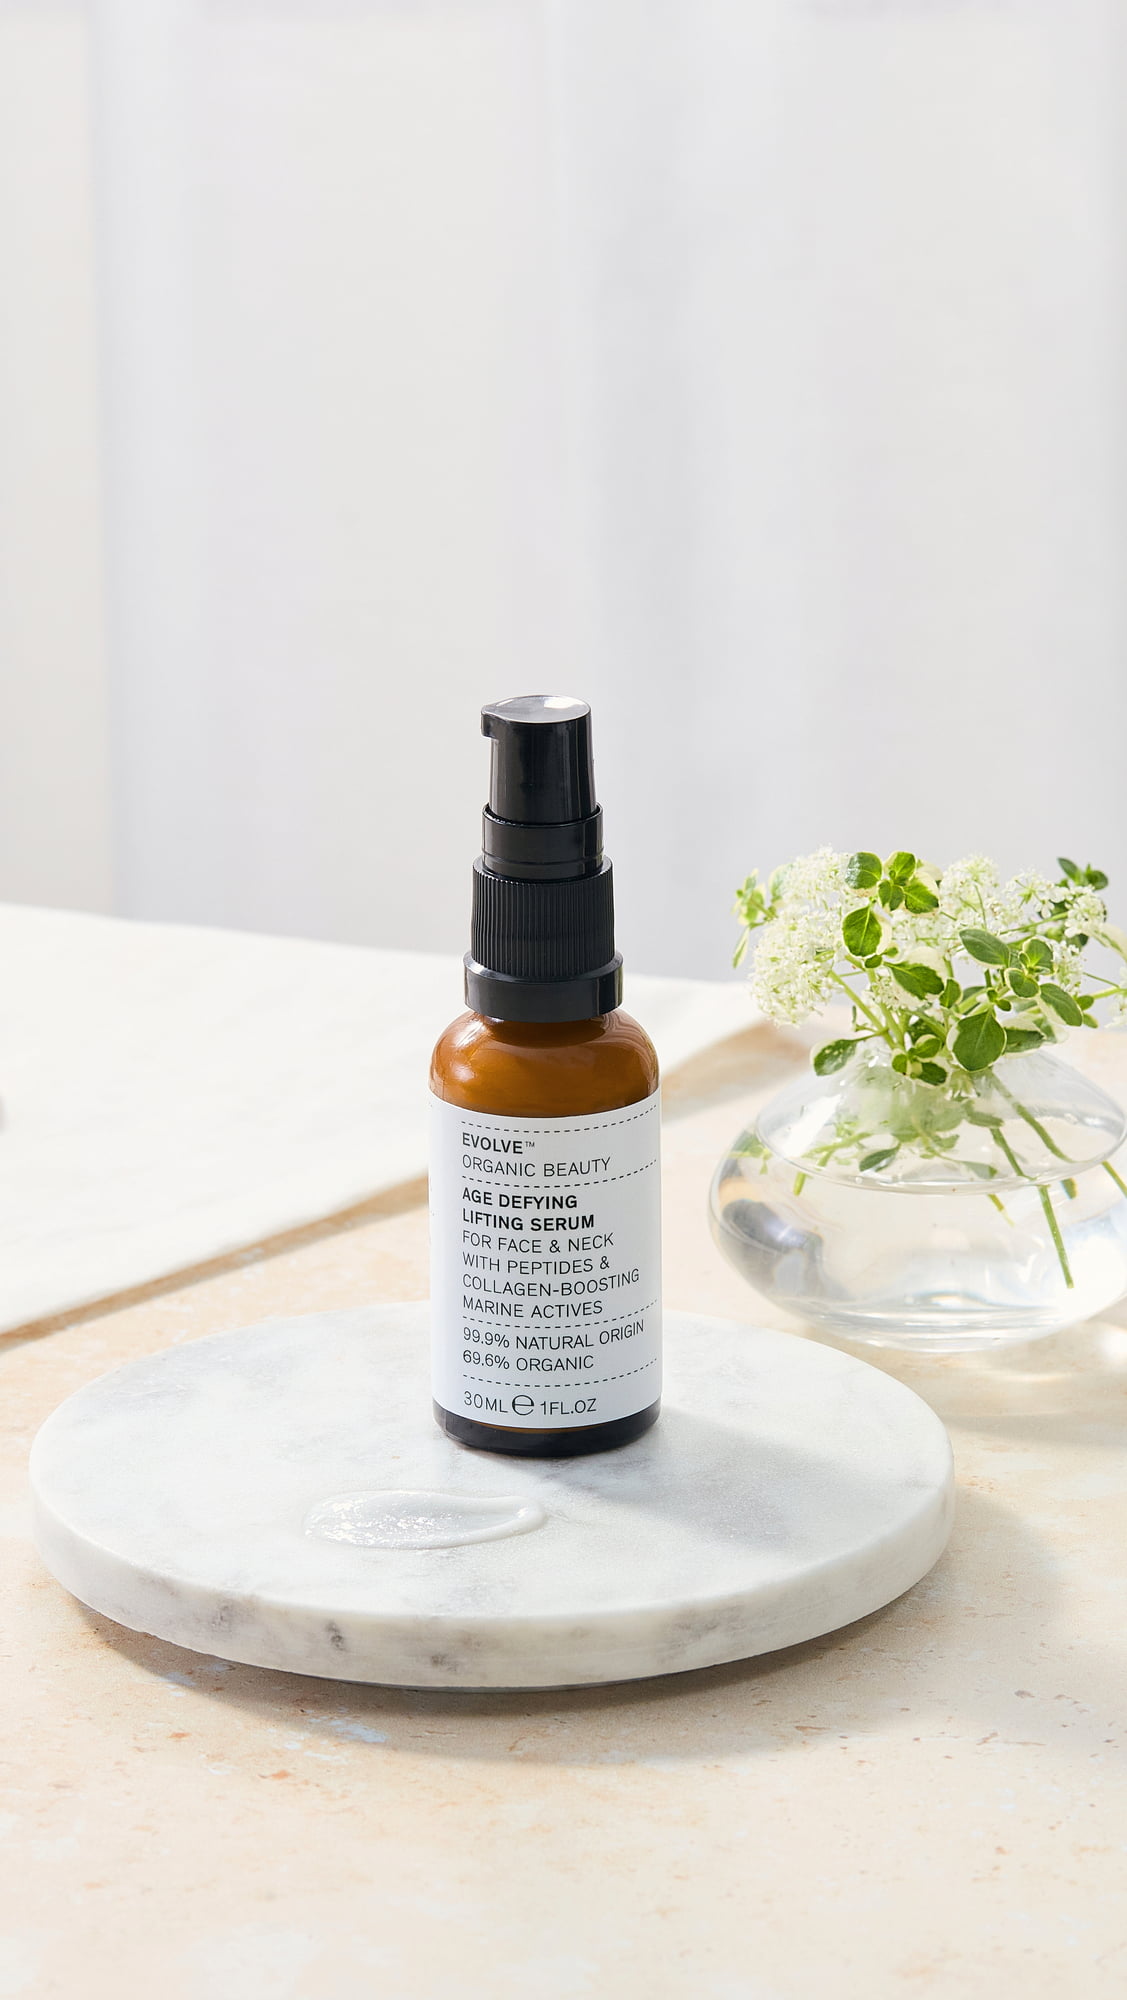 EVOLVE™
ORGANIC BEAUTY
AGE DEFYING
LIFTING SERUM
FOR FACE & NECK
WITH PEPTIDES &
COLLAGEN-BOOSTING
MARINE ACTIVES
99.9% NATURAL ORIGIN
69.6% ORGANIC
30ML ℮ 1FL.OZ